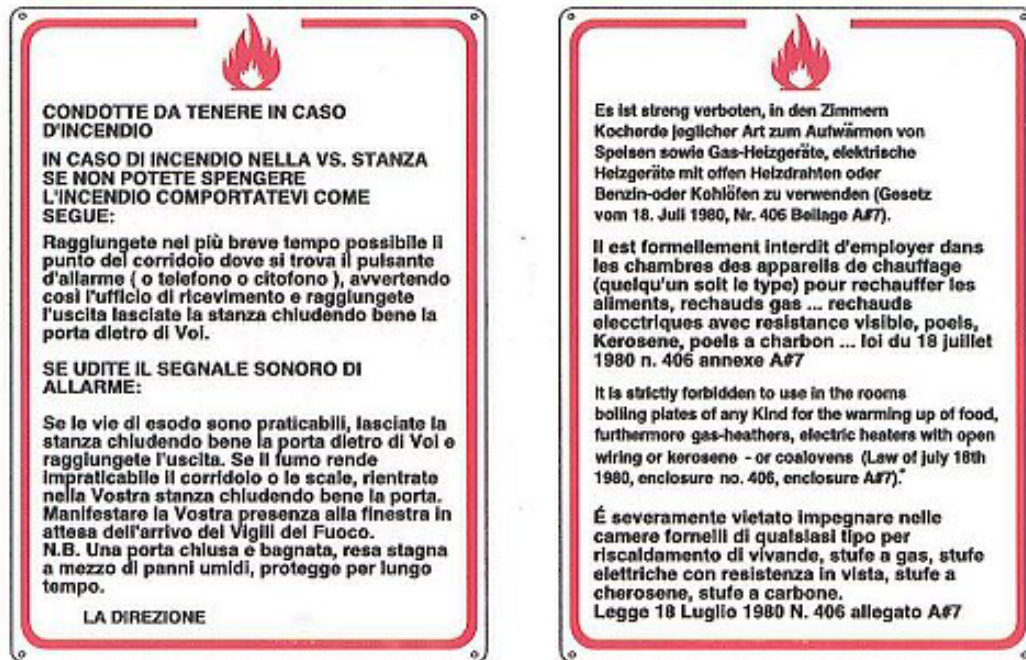 CONDOTTE DA TENERE IN CASO
D'INCENDIO
IN CASO DI INCENDIO NELLA VS. STANZA
SE NON POTETE SPENGERE
L'INCENDIO COMPORTATEVI COME
SEGUE:
Raggiungete nel più breve tempo possibile il
punto del corridoio dove si trova il pulsante
d'allarme ( o telefono o citofono ), avvertendo
così l'ufficio di ricevimento e raggiungete
l'uscita lasciate la stanza chiudendo bene la
porta dietro di Voi.
SE UDITE IL SEGNALE SONORO DI
ALLARME:
Se le vie di esodo sono praticabili, lasciate la
stanza chiudendo bene la porta dietro di Voi e
raggiungete l'uscita. Se il fumo rende
impraticabile il corridoio o le scale, rientrate
nella Vostra stanza chiudendo bene la porta.
Manifestare la Vostra presenza alla finestra in
attesa dell'arrivo dei Vigili del Fuoco.
N.B. Una porta chiusa e bagnata, resa stagna
a mezzo di panni umidi, protegge per lungo
tempo.
LA DIREZIONE
Es ist streng verboten, in den Zimmern
Kocherde jeglicher Art zum Aufwärmen von
Speisen sowie Gas-Heizgeräte, elektrische
Heizgeräte mit offen Heizdrahten oder
Benzin-oder Kohlöfen zu verwenden (Gesetz
vom 18. Juli 1980, Nr. 406 Beilage A#7).
Il est formellement interdit d'employer dans
les chambres des appareils de chauffage
(quelqu'un soit le type) pour rechauffer les
aliments, rechauds gas ... rechauds
elecctriques avec resistance visible, poels,
Kerosene, poels a charbon ... loi du 18 juillet
1980 n. 406 annexe A#7
It is strictly forbidden to use in the rooms
boiling plates of any Kind for the warming up of food,
furthermore gas-heathers, electric heaters with open
wiring or kerosene - or coalovens (Law of july 18th
1980, enclosure no. 406, enclosure A#7)."
É severamente vietato impegnare nelle
camere fornelli di qualsiasi tipo per
riscaldamento di vivande, stufe a gas, stufe
elettriche con resistenza in vista, stufe a
cherosene, stufe a carbone.
Legge 18 Luglio 1980 N. 406 allegato A#7